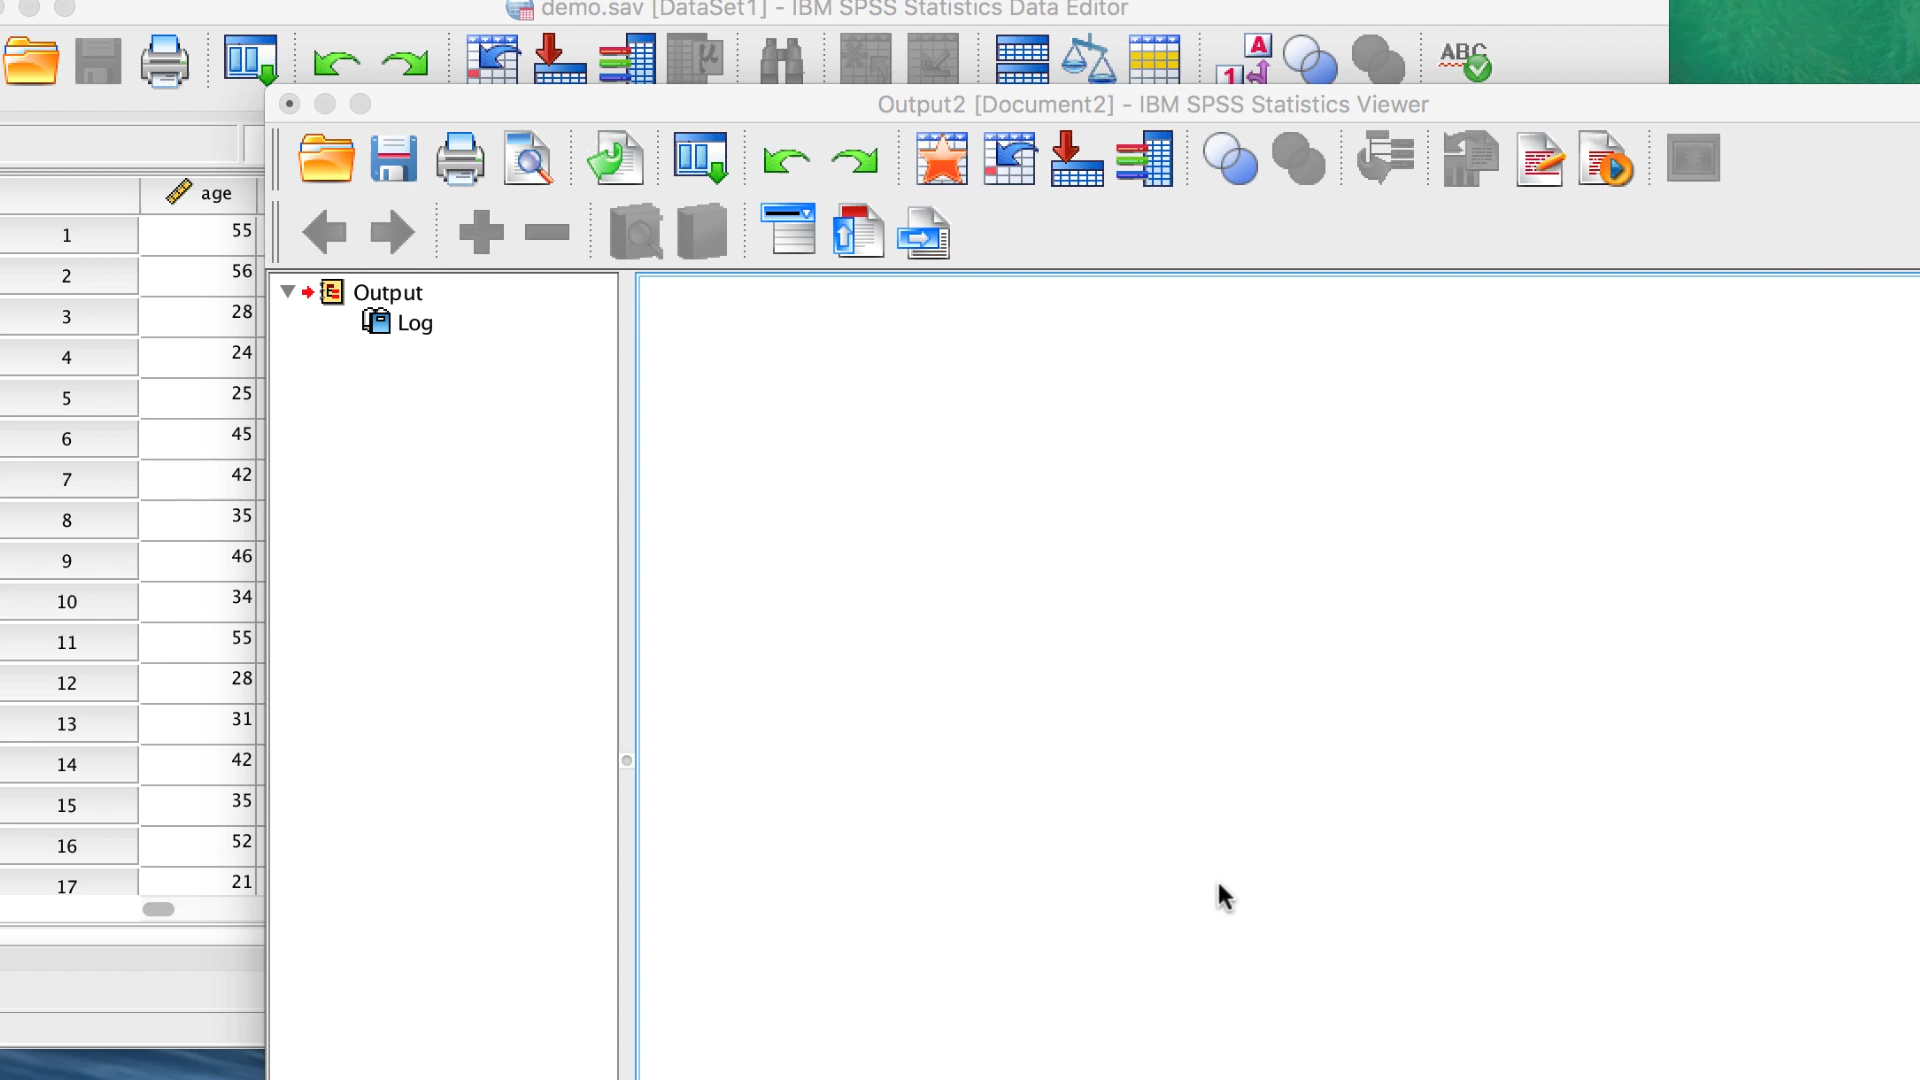 demo.sav [DataSet1] - IBM SPSS Statistics Data Editor
A
1
ABC
μ
Output2 [Document2] - IBM SPSS Statistics Viewer
age
1 55
2 56
3 28
4 24
5 25
6 45
7 42
8 35
9 46
10 34
11 55
12 28
13 31
14 42
15 35
16 52
17 21
Output
Log